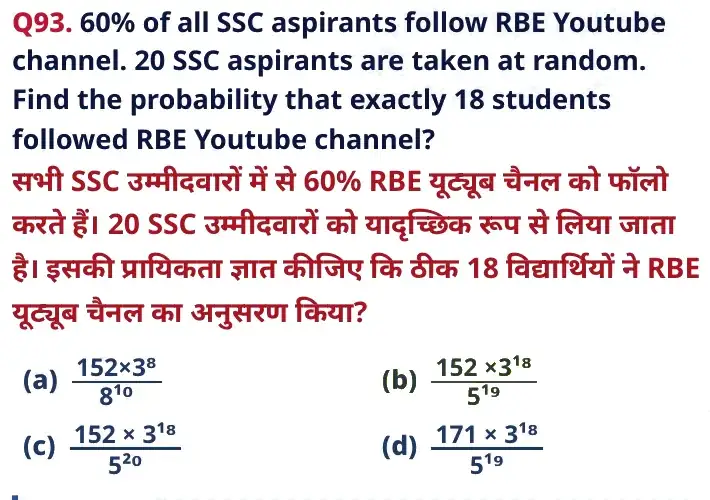 Q93. 60% of all SSC aspirants follow RBE Youtube
channel. 20 SSC aspirants are taken at random.
Find the probability that exactly 18 students
followed RBE Youtube channel?
सभी SSC उम्मीदवारों में से 60% RBE यूट्यूब चैनल को फॉलो
करते हैं। 20 SSC उम्मीदवारों को यादृच्छिक रूप से लिया जाता
है। इसकी प्रायिकता ज्ञात कीजिए कि ठीक 18 विद्यार्थियों ने RBE
यूट्यूब चैनल का अनुसरण किया?
(a) 152×3⁸/8¹⁰ (b) 152 ×3¹⁸/5¹⁹
(c) 152 × 3¹⁸/5²⁰ (d) 171 × 3¹⁸/5¹⁹